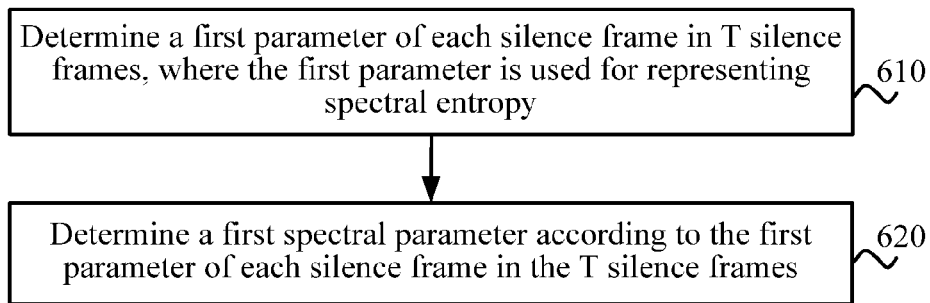 Determine a first parameter of each silence frame in T silence
frames, where the first parameter is used for representing
spectral entropy
610
Determine a first spectral parameter according to the first
parameter of each silence frame in the T silence frames
620